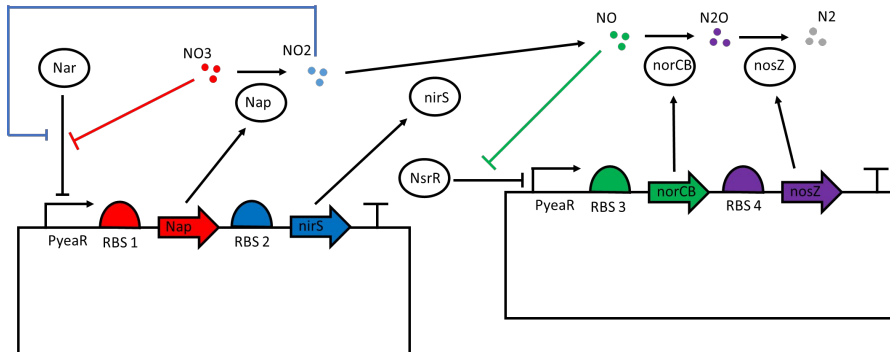 NO
N2O
N2
NO3
NO2
Nar
norCB
nosZ
Nap
nirS
NsrR
PyeaR
RBS 1
Nap
RBS 2
nirS
PyeaR
RBS 3
norCB
RBS 4
nosZ